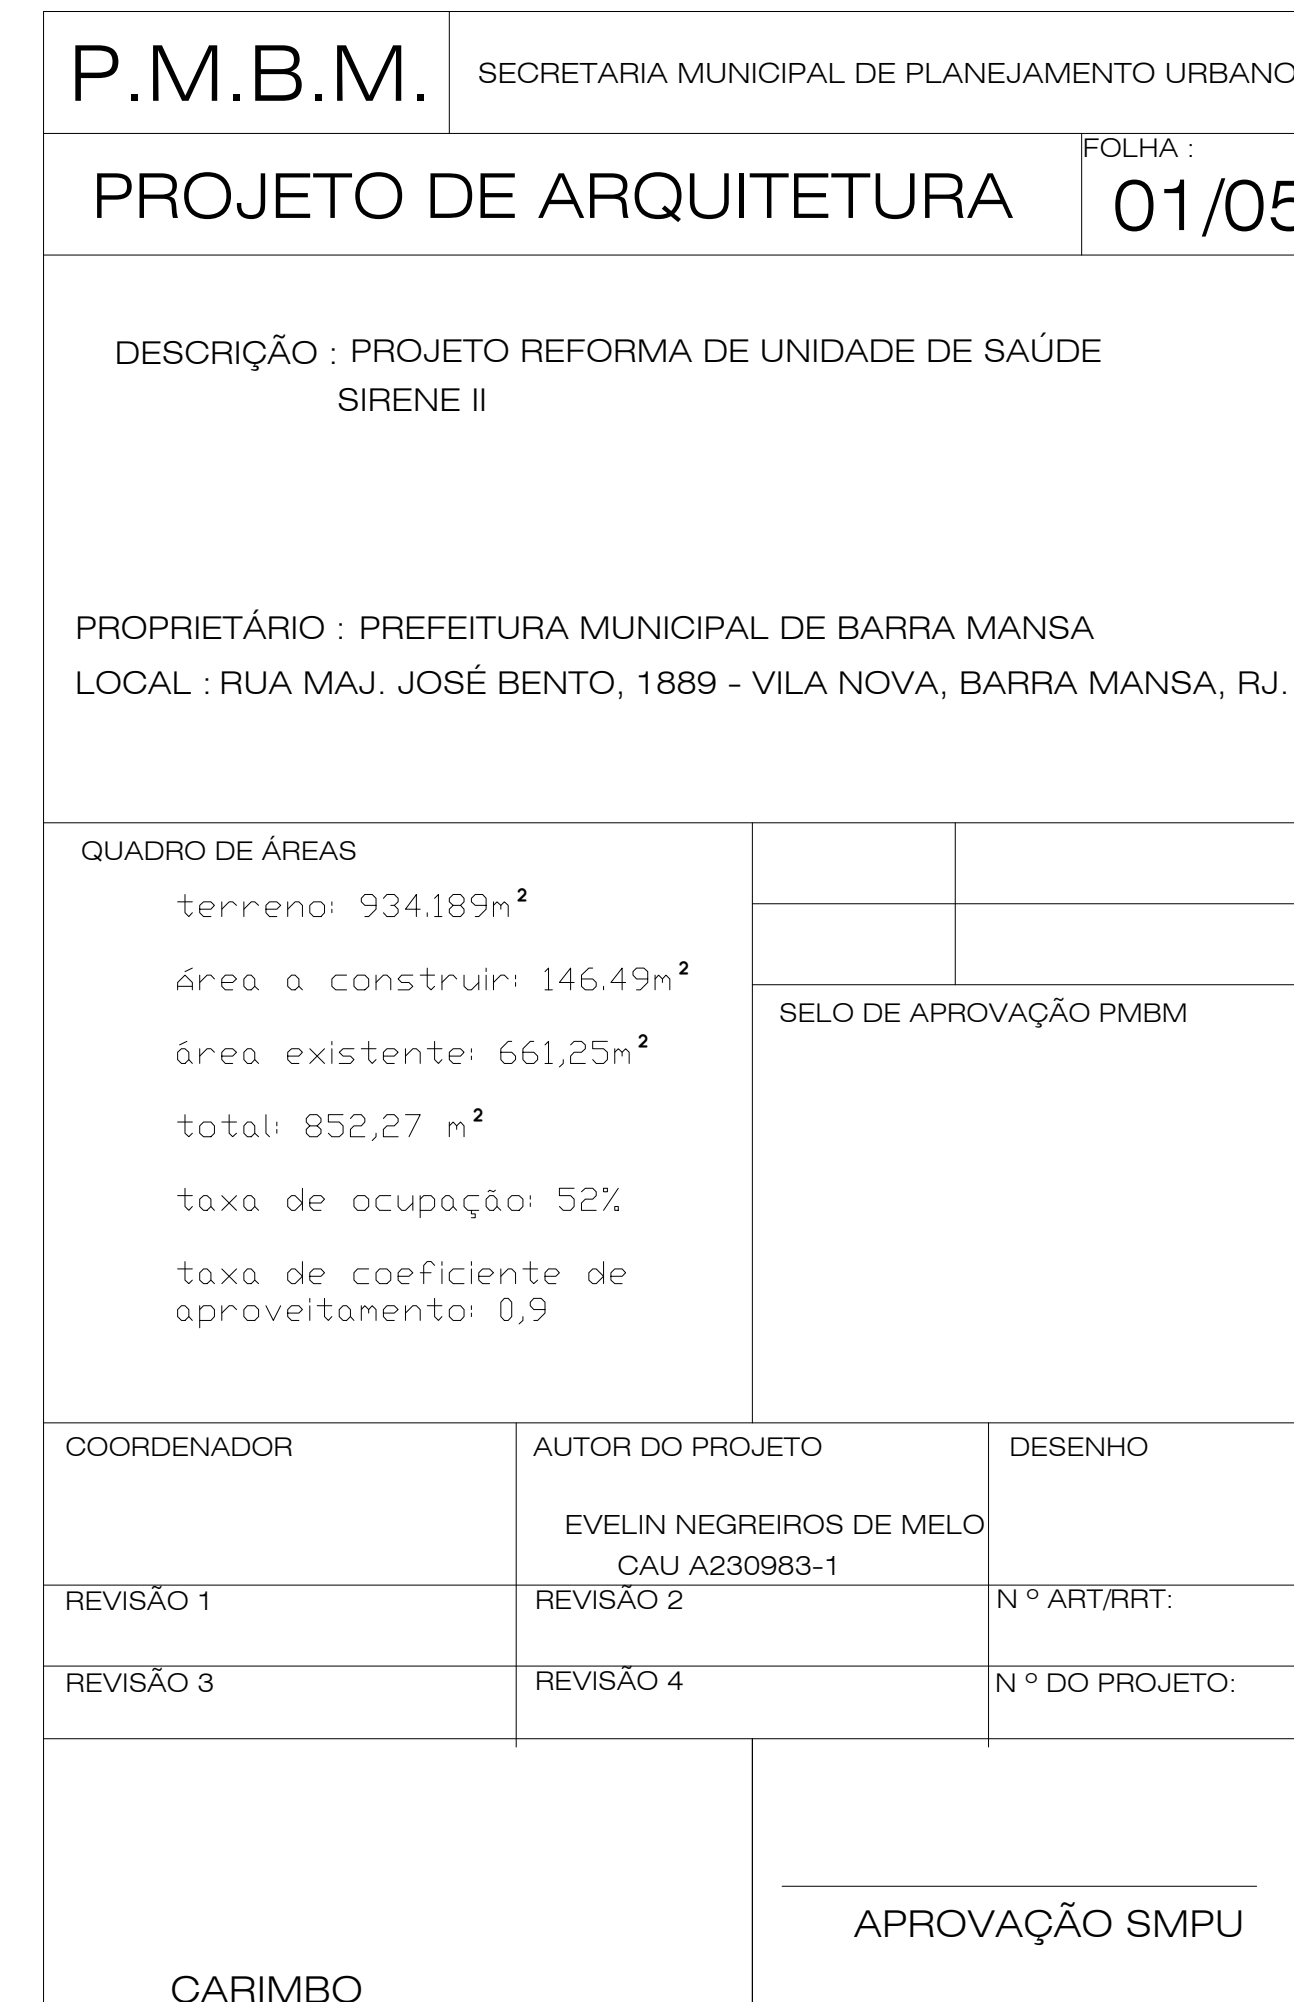 P.M.B.M.
SECRETARIA MUNICIPAL DE PLANEJAMENTO URBANO
PROJETO DE ARQUITETURA
FOLHA :
01/05
DESCRIÇÃO : PROJETO REFORMA DE UNIDADE DE SAÚDE
SIRENE II
PROPRIETÁRIO : PREFEITURA MUNICIPAL DE BARRA MANSA
LOCAL : RUA MAJ. JOSÉ BENTO, 1889 - VILA NOVA, BARRA MANSA, RJ.
QUADRO DE ÁREAS
terreno: 934.189m²
área a construir: 146.49m²
área existente: 661,25m²
total: 852,27 m²
taxa de ocupação: 52%
taxa de coeficiente de
aproveitamento: 0,9
SELO DE APROVAÇÃO PMBM
COORDENADOR
AUTOR DO PROJETO
DESENHO
EVELIN NEGREIROS DE MELO
CAU A230983-1
REVISÃO 1
REVISÃO 2
N º ART/RRT:
REVISÃO 3
REVISÃO 4
N º DO PROJETO:
APROVAÇÃO SMPU
CARIMBO